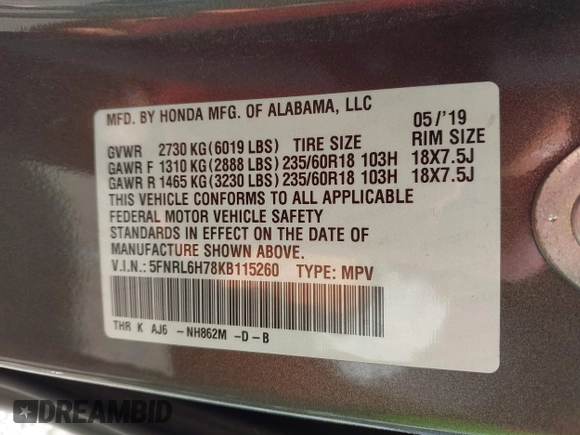 MFD. BY HONDA MFG. OF ALABAMA, LLC 05/'19
GVWR 2730 KG(6019 LBS) TIRE SIZE RIM SIZE
GAWR F 1310 KG(2888 LBS) 235/60R18 103H 18X7.5J
GAWR R 1465 KG(3230 LBS) 235/60R18 103H 18X7.5J
THIS VEHICLE CONFORMS TO ALL APPLICABLE
FEDERAL MOTOR VEHICLE SAFETY
STANDARDS IN EFFECT ON THE DATE OF
MANUFACTURE SHOWN ABOVE.
V.I.N.: 5FNRL6H78KB115260 TYPE: MPV
THR K AJ6 -NH862M -D-B
DREAMBID